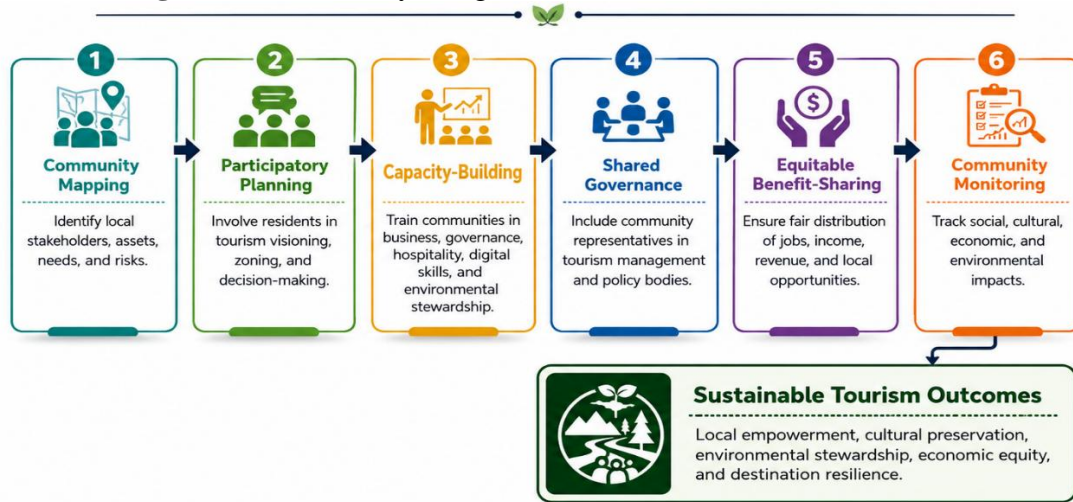 1
Community
Mapping
Identify local
stakeholders, assets,
needs, and risks.
2
Participatory
Planning
Involve residents in
tourism visioning,
zoning, and
decision-making.
3
Capacity-Building
Train communities in
business, governance,
hospitality, digital
skills, and
environmental
stewardship.
4
Shared
Governance
Include community
representatives in
tourism management
and policy bodies.
5
$
Equitable
Benefit-Sharing
Ensure fair distribution
of jobs, income,
revenue, and local
opportunities.
6
Community
Monitoring
Track social, cultural,
economic, and
environmental
impacts.
Sustainable Tourism Outcomes
Local empowerment, cultural preservation,
environmental stewardship, economic equity,
and destination resilience.